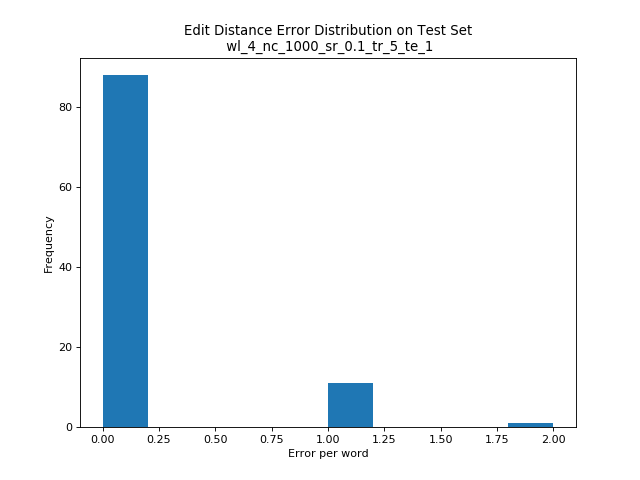 Edit Distance Error Distribution on Test Set
wl_4_nc_1000_sr_0.1_tr_5_te_1
Frequency
80
60
40
20
0
0.00 0.25 0.50 0.75 1.00 1.25 1.50 1.75 2.00
Error per word